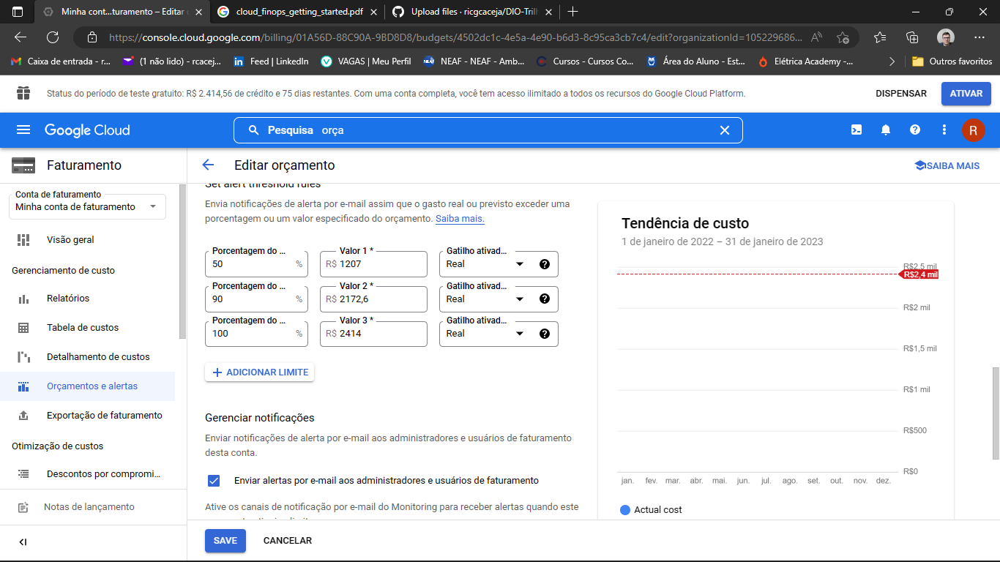 Minha cont...turamento – Editar
cloud_finops_getting_started.pdf
Upload files · ricgcaceja/DIO-Tril
https://console.cloud.google.com/billing/01A56D-88C90A-9BD8D8/budgets/4502dc1c-4e5a-4e90-b6d3-8c95ca3cb7c4/edit?organizationId=105229686...
Caixa de entrada - r...
(1 não lido) - rcacej...
Feed | LinkedIn
VAGAS | Meu Perfil
NEAF - NEAF - Amb...
Cursos - Cursos Co...
Área do Aluno - Est...
Elétrica Academy -...
Outros favoritos
Status do período de teste gratuito: R$ 2.414,56 de crédito e 75 dias restantes. Com uma conta completa, você tem acesso ilimitado a todos os recursos do Google Cloud Platform.
DISPENSAR
ATIVAR
Google Cloud
Pesquisa orça
R
Faturamento
Editar orçamento
SAIBA MAIS
Conta de faturamento
Minha conta de faturamento
Visão geral
Gerenciamento de custo
Relatórios
Tabela de custos
Detalhamento de custos
Orçamentos e alertas
Exportação de faturamento
Otimização de custos
Descontos por compromi...
Notas de lançamento
Set alert threshold rules
Envia notificações de alerta por e-mail assim que o gasto real ou previsto exceder uma
porcentagem ou um valor especificado do orçamento. Saiba mais.
Porcentagem do ... Valor 1 * Gatilho ativad...
50 % R$ 1207 Real
Porcentagem do ... Valor 2 * Gatilho ativad...
90 % R$ 2172,6 Real
Porcentagem do ... Valor 3 * Gatilho ativad...
100 % R$ 2414 Real
ADICIONAR LIMITE
Gerenciar notificações
Enviar notificações de alerta por e-mail aos administradores e usuários de faturamento
desta conta.
Enviar alertas por e-mail aos administradores e usuários de faturamento
Ative os canais de notificação por e-mail do Monitoring para receber alertas quando este
SAVE
CANCELAR
Tendência de custo
1 de janeiro de 2022 – 31 de janeiro de 2023
R$2,5 mil
R$2,4 mil
R$2 mil
R$1,5 mil
R$1 mil
R$500
R$0
jan. fev. mar. abr. mai. jun. jul. ago. set. out. nov. dez.
Actual cost